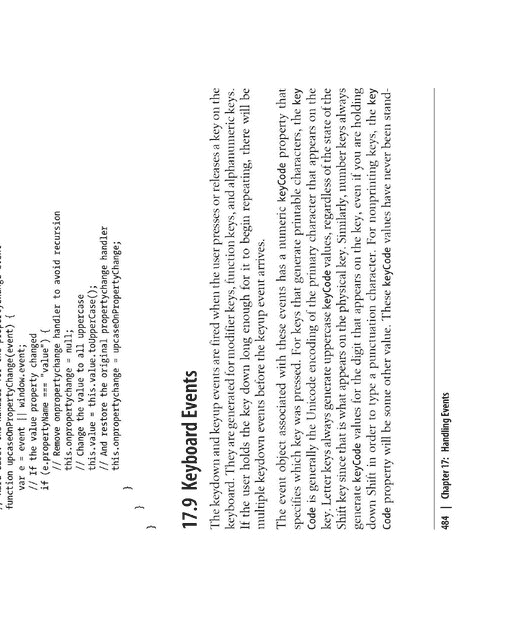 function upcaseOnPropertyChange(event) {
var e = event || window.event;
// If the value property changed
if (e.propertyName === "value") {
// Remove onpropertychange handler to avoid recursion
this.onpropertychange = null;
// Change the value to all uppercase
this.value = this.value.toUpperCase();
// And restore the original propertychange handler
this.onpropertychange = upcaseOnPropertyChange;
}
}
}
17.9 Keyboard Events
The keydown and keyup events are fired when the user presses or releases a key on the
keyboard. They are generated for modifier keys, function keys, and alphanumeric keys.
If the user holds the key down long enough for it to begin repeating, there will be
multiple keydown events before the keyup event arrives.
The event object associated with these events has a numeric keyCode property that
specifies which key was pressed. For keys that generate printable characters, the key
Code is generally the Unicode encoding of the primary character that appears on the
key. Letter keys always generate uppercase keyCode values, regardless of the state of the
Shift key since that is what appears on the physical key. Similarly, number keys always
generate keyCode values for the digit that appears on the key, even if you are holding
down Shift in order to type a punctuation character. For nonprinting keys, the key
Code property will be some other value. These keyCode values have never been stand-
484 | Chapter 17: Handling Events